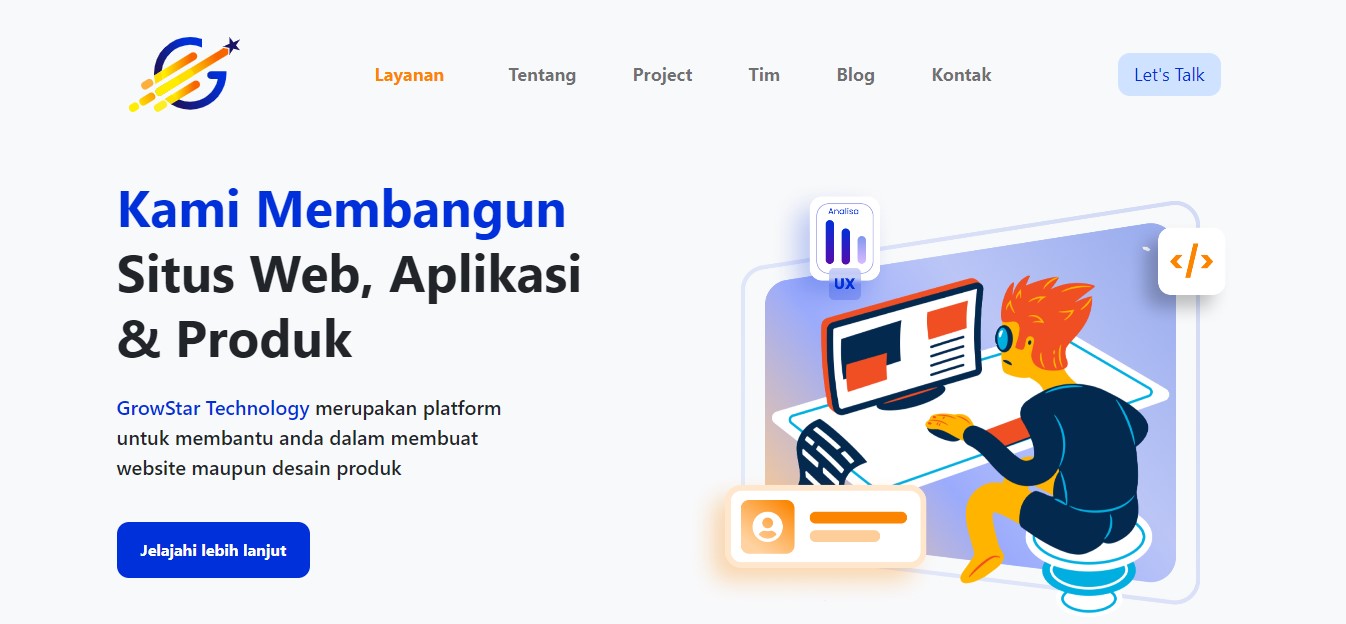 Layanan Tentang Project Tim Blog Kontak Let's Talk
Kami Membangun
Situs Web, Aplikasi
& Produk
GrowStar Technology merupakan platform
untuk membantu anda dalam membuat
website maupun desain produk
Jelajahi lebih lanjut
Analisa
UX
</>